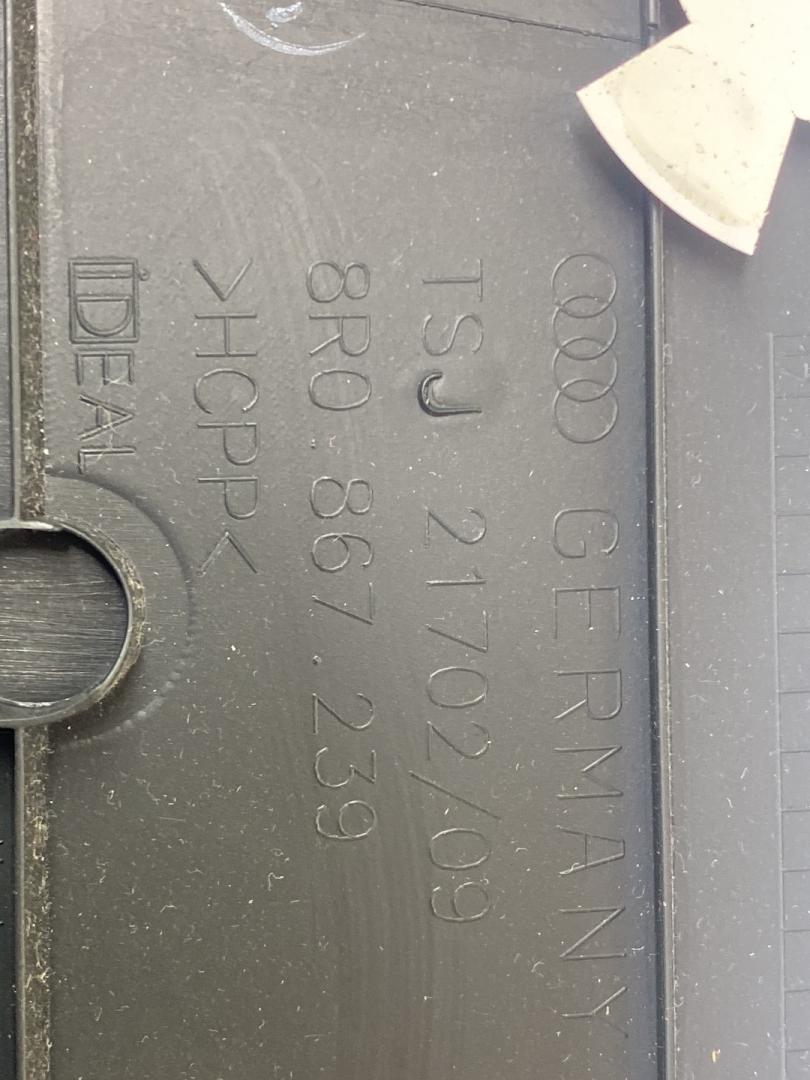 GERMANY
TSJ 21702/09
8R0.867.239
>HCPP<
IDEAL